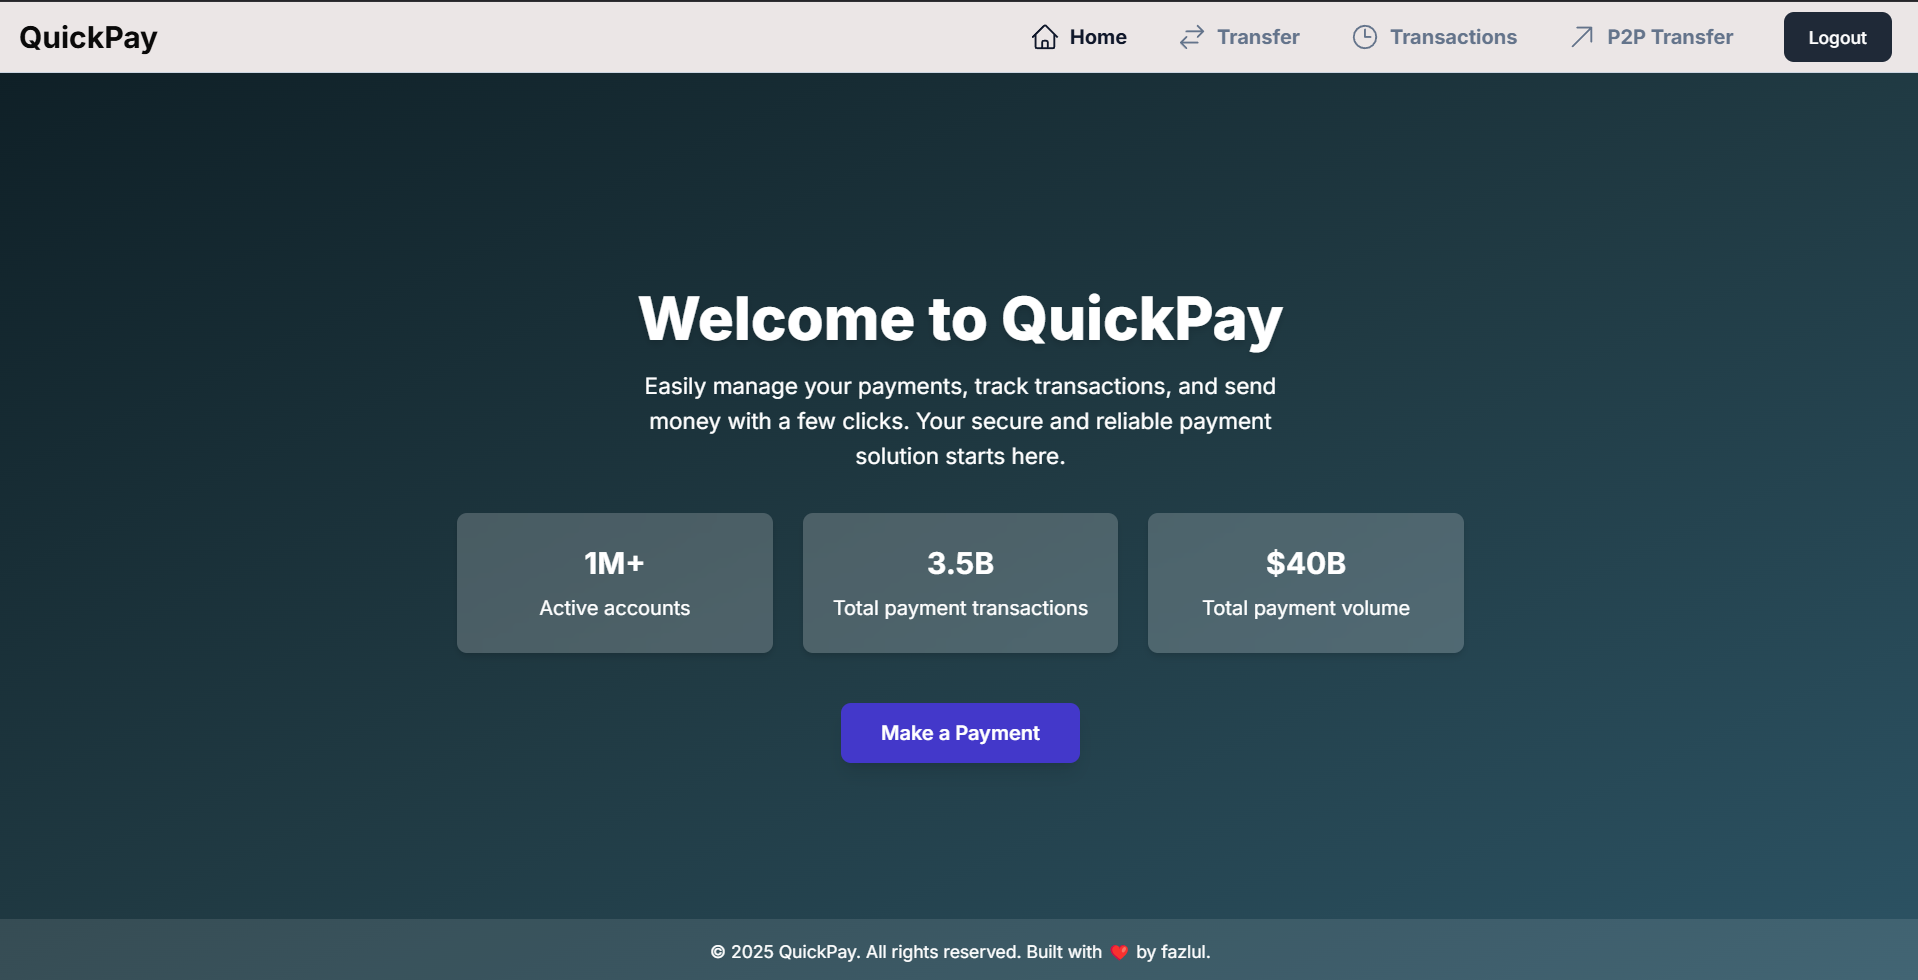 QuickPay
Home
Transfer
Transactions
P2P Transfer
Logout
Welcome to QuickPay
Easily manage your payments, track transactions, and send
money with a few clicks. Your secure and reliable payment
solution starts here.
1M+
Active accounts
3.5B
Total payment transactions
$40B
Total payment volume
Make a Payment
© 2025 QuickPay. All rights reserved. Built with ❤️ by fazlul.